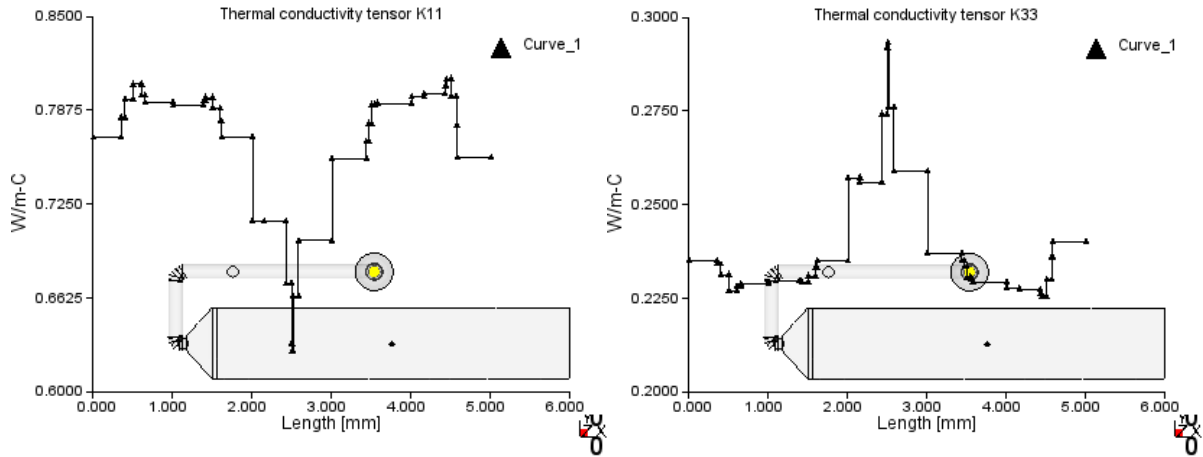 Thermal conductivity tensor K11
0.8500
0.7875
0.7250
0.6625
0.6000
W/m-C
Curve_1
0.000 1.000 2.000 3.000 4.000 5.000 6.000
Length [mm]
0
Thermal conductivity tensor K33
0.3000
0.2750
0.2500
0.2250
0.2000
W/m-C
Curve_1
0.000 1.000 2.000 3.000 4.000 5.000 6.000
Length [mm]
0